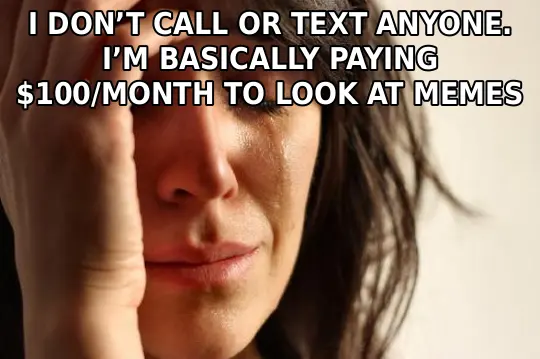 I DON’T CALL OR TEXT ANYONE.
I’M BASICALLY PAYING
$100/MONTH TO LOOK AT MEMES